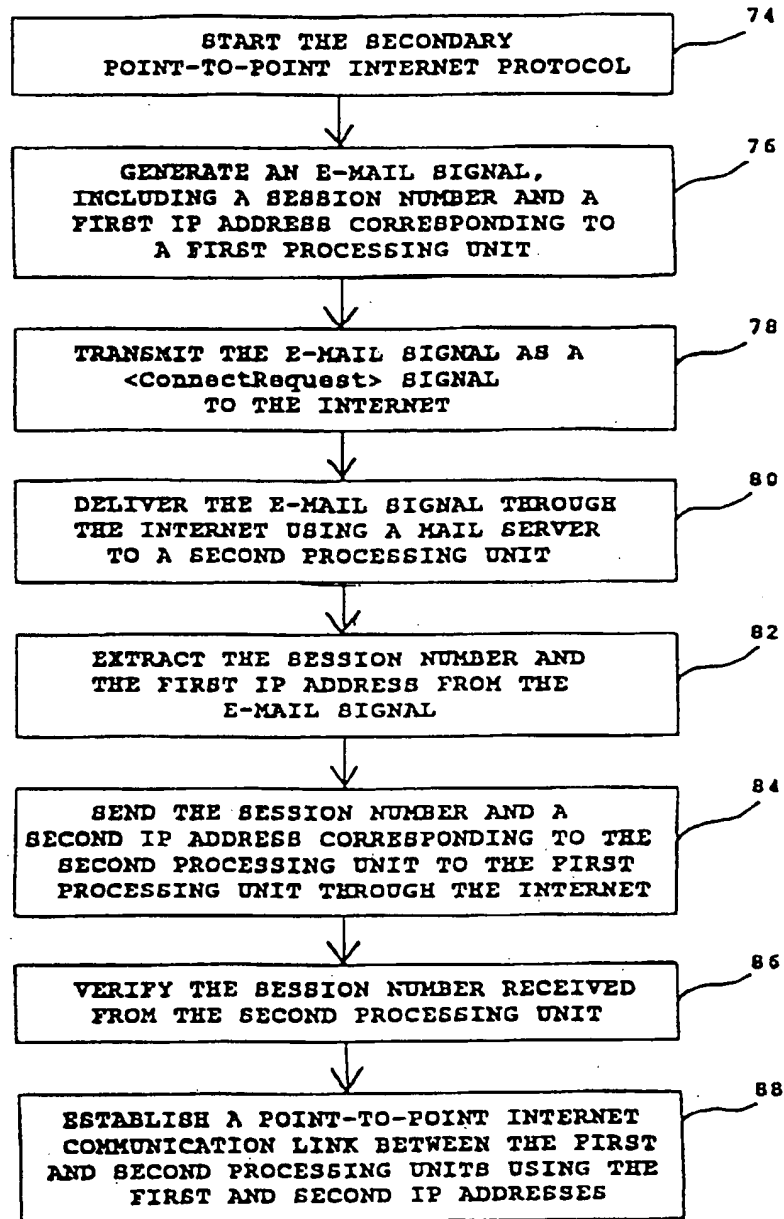 74
START THE SECONDARY
POINT-TO-POINT INTERNET PROTOCOL
76
GENERATE AN E-MAIL SIGNAL,
INCLUDING A SESSION NUMBER AND A
FIRST IP ADDRESS CORRESPONDING TO
A FIRST PROCESSING UNIT
78
TRANSMIT THE E-MAIL SIGNAL AS A
<ConnectRequest> SIGNAL
TO THE INTERNET
80
DELIVER THE E-MAIL SIGNAL THROUGH
THE INTERNET USING A MAIL SERVER
TO A SECOND PROCESSING UNIT
82
EXTRACT THE SESSION NUMBER AND
THE FIRST IP ADDRESS FROM THE
E-MAIL SIGNAL
84
SEND THE SESSION NUMBER AND A
SECOND IP ADDRESS CORRESPONDING TO THE
SECOND PROCESSING UNIT TO THE FIRST
PROCESSING UNIT THROUGH THE INTERNET
86
VERIFY THE SESSION NUMBER RECEIVED
FROM THE SECOND PROCESSING UNIT
88
ESTABLISH A POINT-TO-POINT INTERNET
COMMUNICATION LINK BETWEEN THE FIRST
AND SECOND PROCESSING UNITS USING THE
FIRST AND SECOND IP ADDRESSES